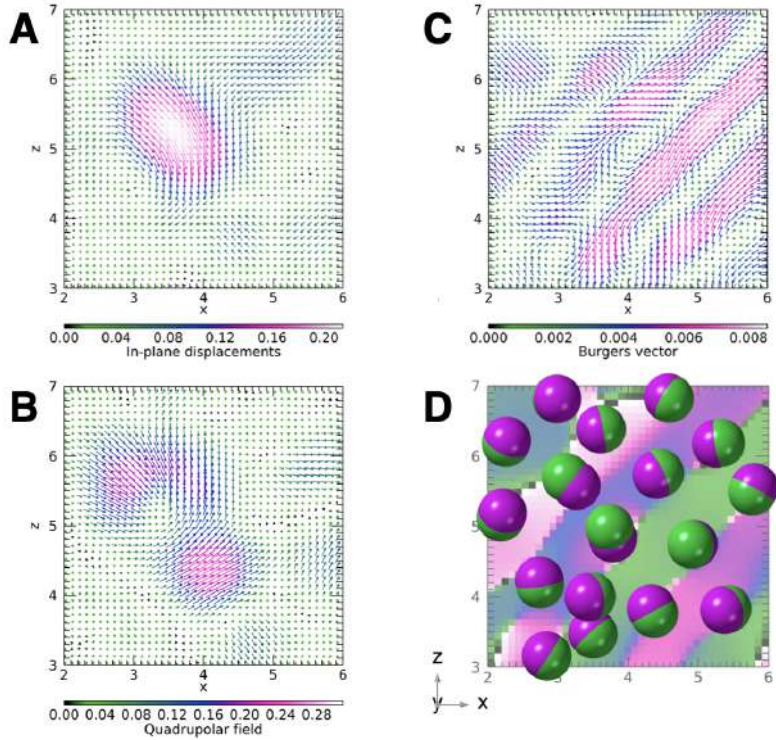 A
7
6
z
5
4
3
2 3 4 5 6
x
0.00 0.04 0.08 0.12 0.16 0.20
In-plane displacements
C
7
6
z
5
4
3
2 3 4 5 6
x
0.000 0.002 0.004 0.006 0.008
Burgers vector
B
7
6
z
5
4
3
2 3 4 5 6
x
0.00 0.04 0.08 0.12 0.16 0.20 0.24 0.28
Quadrupolar field
D
7
6
5
4
3
2 3 4 5 6
z
y x